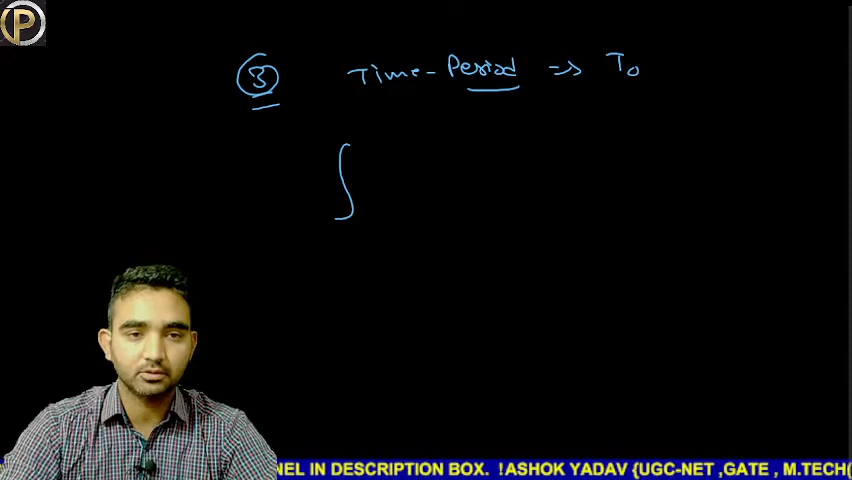 P
3 Time-Period => T₀
∫
NEL IN DESCRIPTION BOX. !ASHOK YADAV {UGC-NET ,GATE , M.TECH(